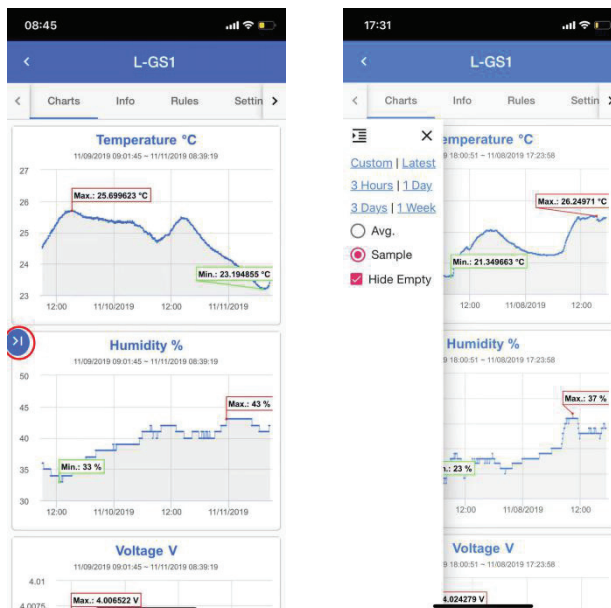 08:45
L-GS1
Charts Info Rules Settin
Temperature °C
11/09/2019 09:01:45 ~ 11/11/2019 08:39:19
27
26
25
24
23
Max.: 25.699623 °C
Min.: 23.194855 °C
12:00 11/10/2019 12:00 11/11/2019
Humidity %
11/09/2019 09:01:45 ~ 11/11/2019 08:39:19
50
45
40
35
30
Max.: 43 %
Min.: 33 %
12:00 11/10/2019 12:00 11/11/2019
Voltage V
11/09/2019 09:01:45 ~ 11/11/2019 08:39:19
4.01
4.0075
Max.: 4.006522 V
17:31
L-GS1
Charts Info Rules Settin
Custom | Latest
3 Hours | 1 Day
3 Days | 1 Week
Avg.
Sample
Hide Empty
emperature °C
9 18:00:51 ~ 11/08/2019 17:23:58
Max.: 26.24971 °C
Min.: 21.349663 °C
12:00 11/08/2019 12:00
Humidity %
9 18:00:51 ~ 11/08/2019 17:23:58
Max.: 37 %
n.: 23 %
12:00 11/08/2019 12:00
Voltage V
9 18:00:51 ~ 11/08/2019 17:23:58
4.024279 V